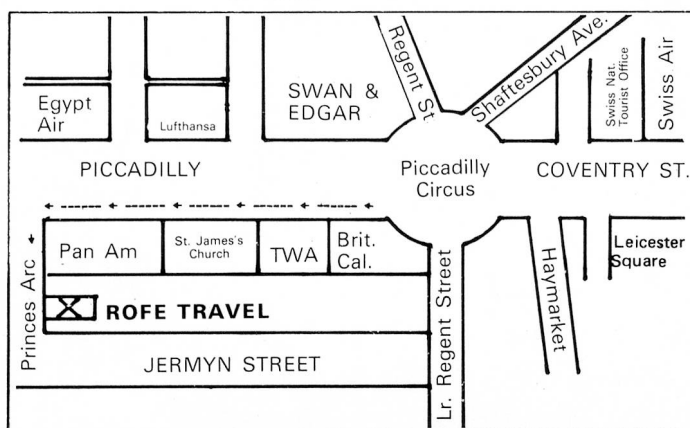 Regent St.
Shaftesbury Ave.
Swiss Nat.
Tourist Office
Swiss Air
Egypt
Air
Lufthansa
SWAN &
EDGAR
PICCADILLY
Piccadilly
Circus
COVENTRY ST.
Pan Am
St. James's
Church
TWA
Brit.
Cal.
Leicester
Square
Princes Arc
ROFE TRAVEL
Haymarket
JERMYN STREET
Lr. Regent Street